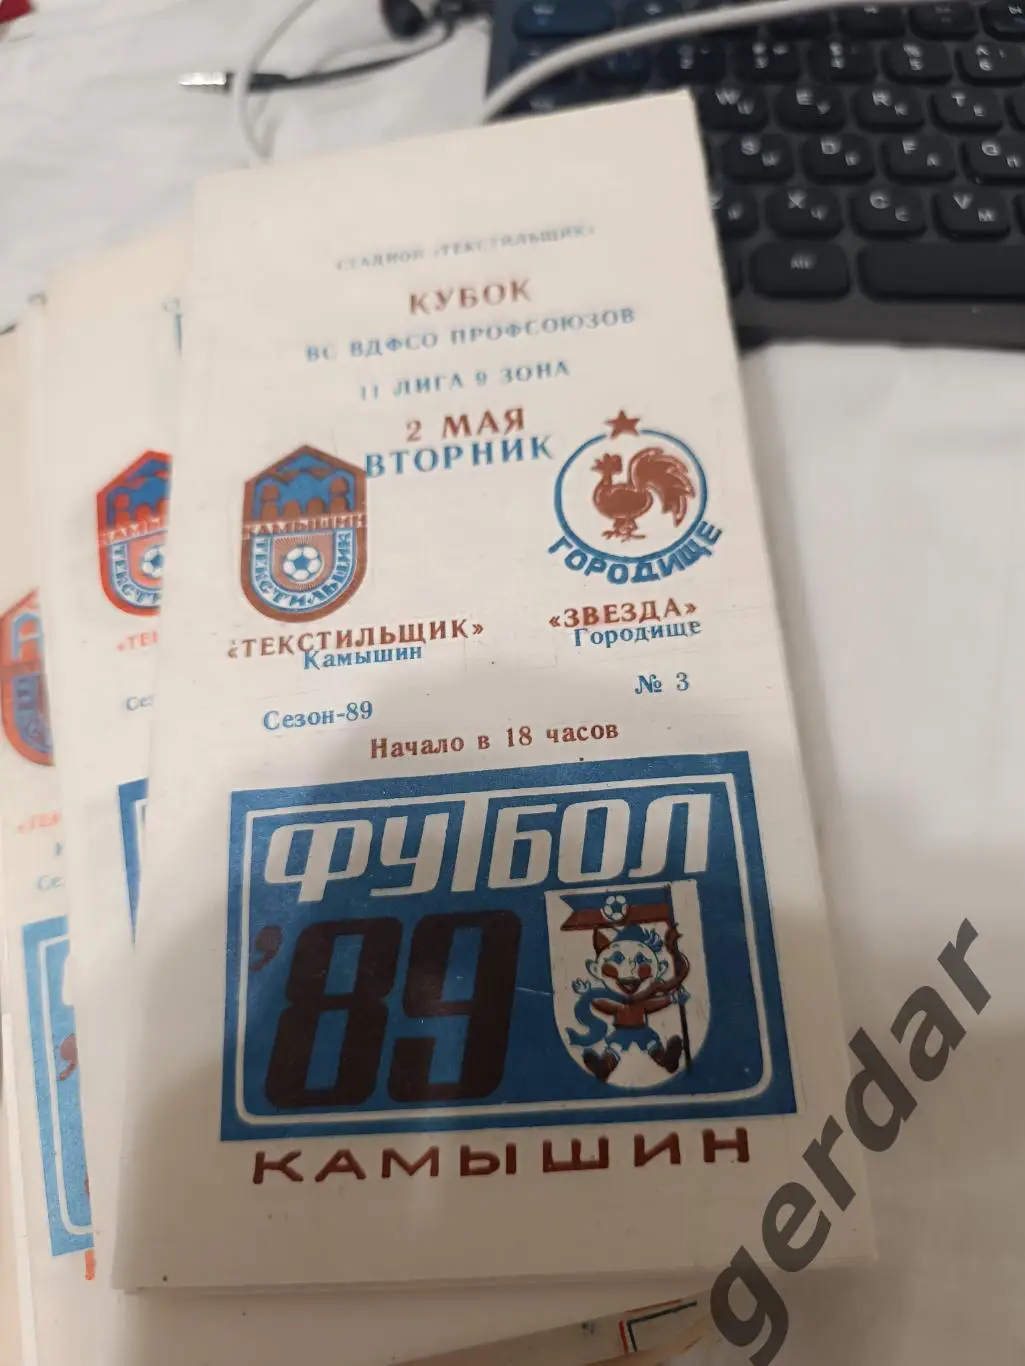 СТАДИОН «ТЕКСТИЛЬЩИК»
КУБОК
ВС ВДФСО ПРОФСОЮЗОВ
11 ЛИГА 9 ЗОНА
2 МАЯ
ВТОРНИК
КАМЫШИН
ТЕКСТИЛЬЩИК
ГОРОДИЩЕ
«ТЕКСТИЛЬЩИК»
Камышин
«ЗВЕЗДА»
Городище
Сезон-89
№ 3
Начало в 18 часов
ФУТБОЛ
'89
КАМЫШИН
gerdar